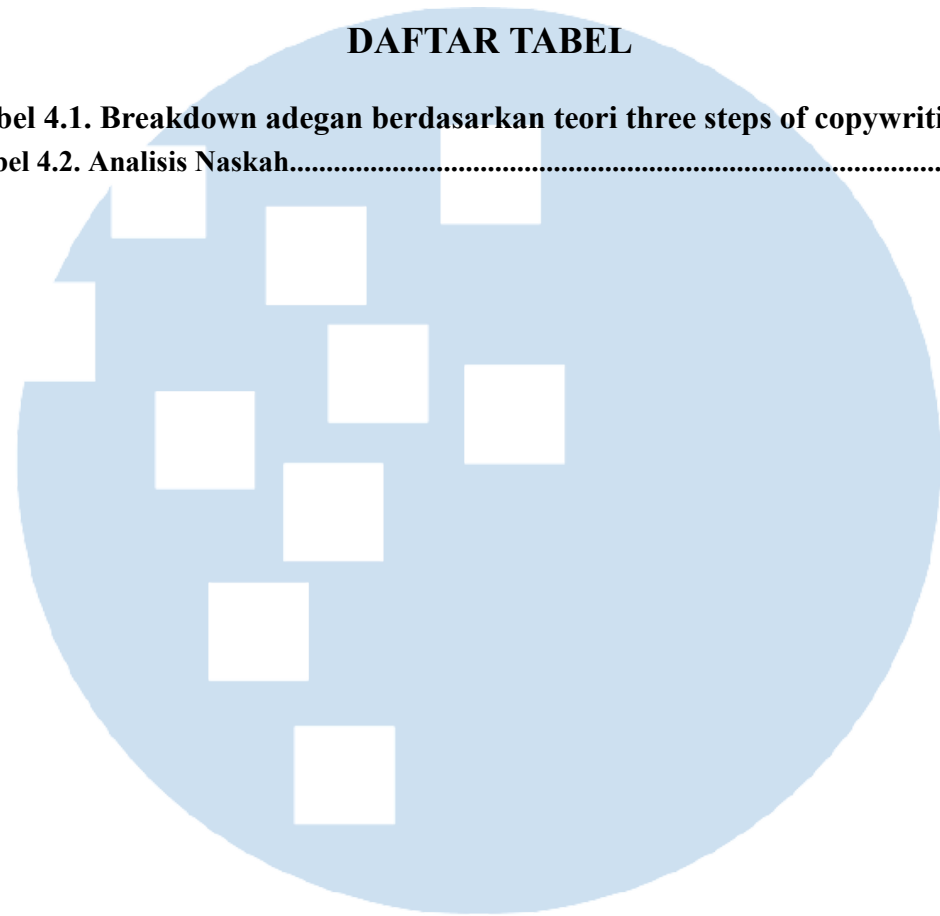 DAFTAR TABEL
bel 4.1. Breakdown adegan berdasarkan teori three steps of copywriti
bel 4.2. Analisis Naskah.........................................................................................